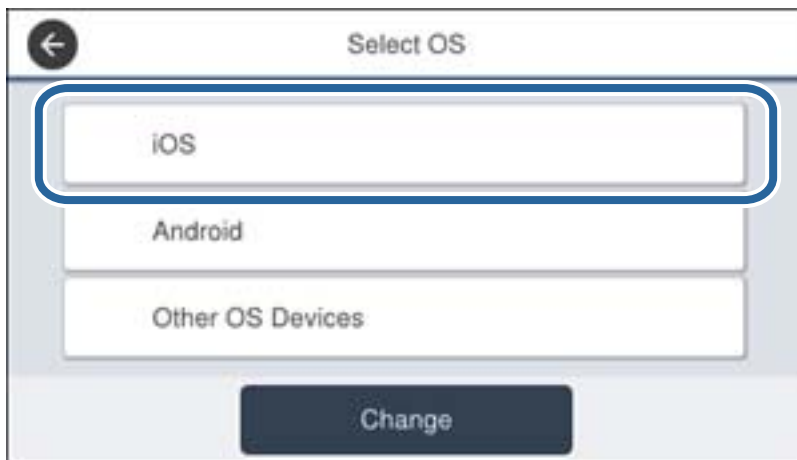 Select OS
iOS
Android
Other OS Devices
Change